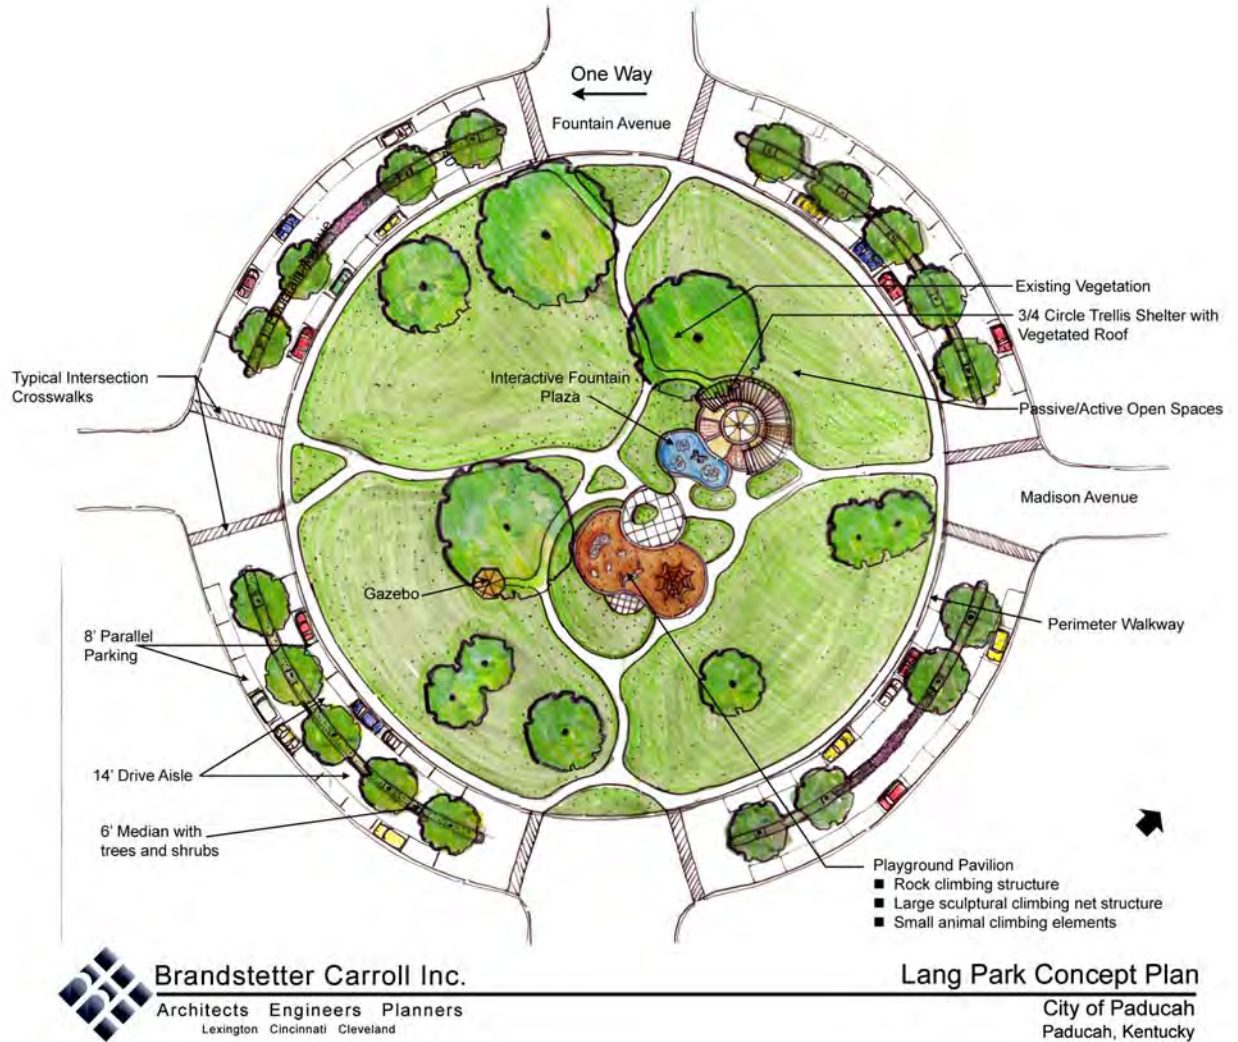 One Way
Fountain Avenue
Existing Vegetation
3/4 Circle Trellis Shelter with
Vegetated Roof
Typical Intersection
Crosswalks
Interactive Fountain
Plaza
Passive/Active Open Spaces
Madison Avenue
Gazebo
Perimeter Walkway
8' Parallel
Parking
14' Drive Aisle
6' Median with
trees and shrubs
Playground Pavilion
■ Rock climbing structure
■ Large sculptural climbing net structure
■ Small animal climbing elements
Brandstetter Carroll Inc.
Architects Engineers Planners
Lexington Cincinnati Cleveland
Lang Park Concept Plan
City of Paducah
Paducah, Kentucky